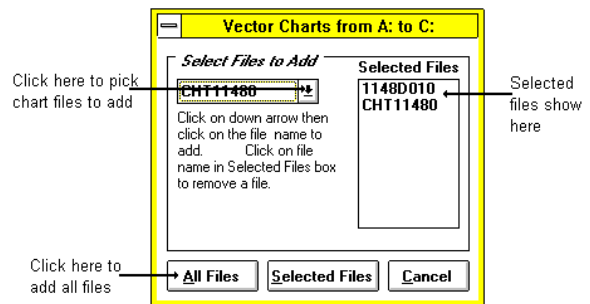 Vector Charts from A: to C:
Select Files to Add
Selected Files
Click here to pick
chart files to add
CHT11480
1148D010
CHT11480
Selected
files show
here
Click on down arrow then
click on the file name to
add. Click on file
name in Selected Files box
to remove a file.
Click here to
add all files
All Files
Selected Files
Cancel